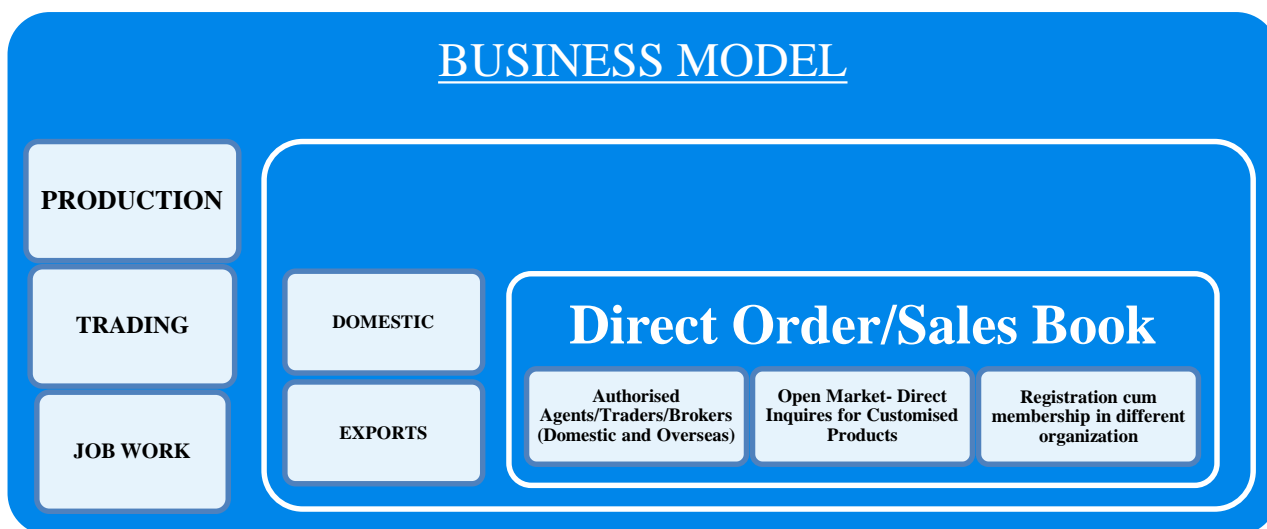 BUSINESS MODEL
PRODUCTION
TRADING
JOB WORK
DOMESTIC
EXPORTS
Direct Order/Sales Book
Authorised
Agents/Traders/Brokers
(Domestic and Overseas)
Open Market- Direct
Inquires for Customised
Products
Registration cum
membership in different
organization